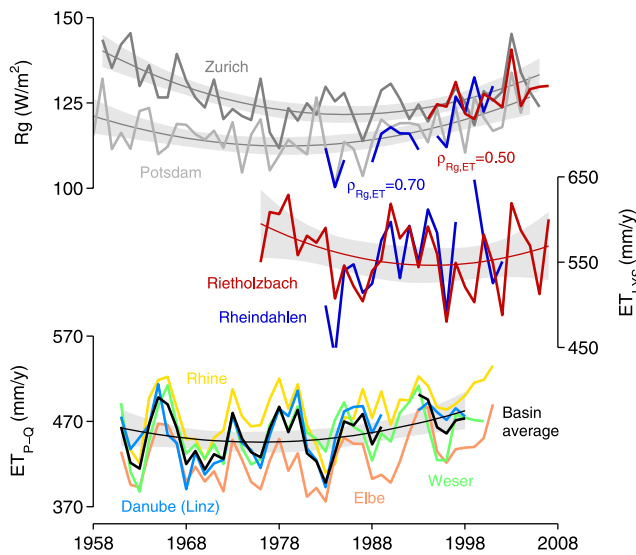 150
125
100
Rg (W/m²)
Zurich
Potsdam
ρRg,ET=0.70
ρRg,ET=0.50
650
550
450
ETLYS (mm/y)
Rietholzbach
Rheindahlen
570
470
370
ETP−Q (mm/y)
Rhine
Basin
average
Weser
Elbe
Danube (Linz)
1958
1968
1978
1988
1998
2008